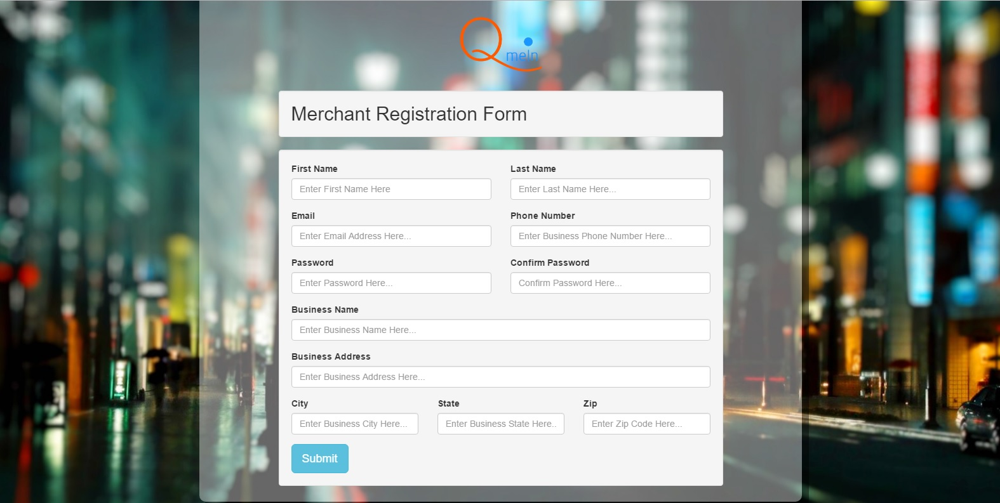 Q meIn
Merchant Registration Form
First Name Last Name
Enter First Name Here Enter Last Name Here...
Email Phone Number
Enter Email Address Here... Enter Business Phone Number Here...
Password Confirm Password
Enter Password Here... Confirm Password Here...
Business Name
Enter Business Name Here...
Business Address
Enter Business Address Here...
City State Zip
Enter Business City Here... Enter Business State Here.. Enter Zip Code Here...
Submit